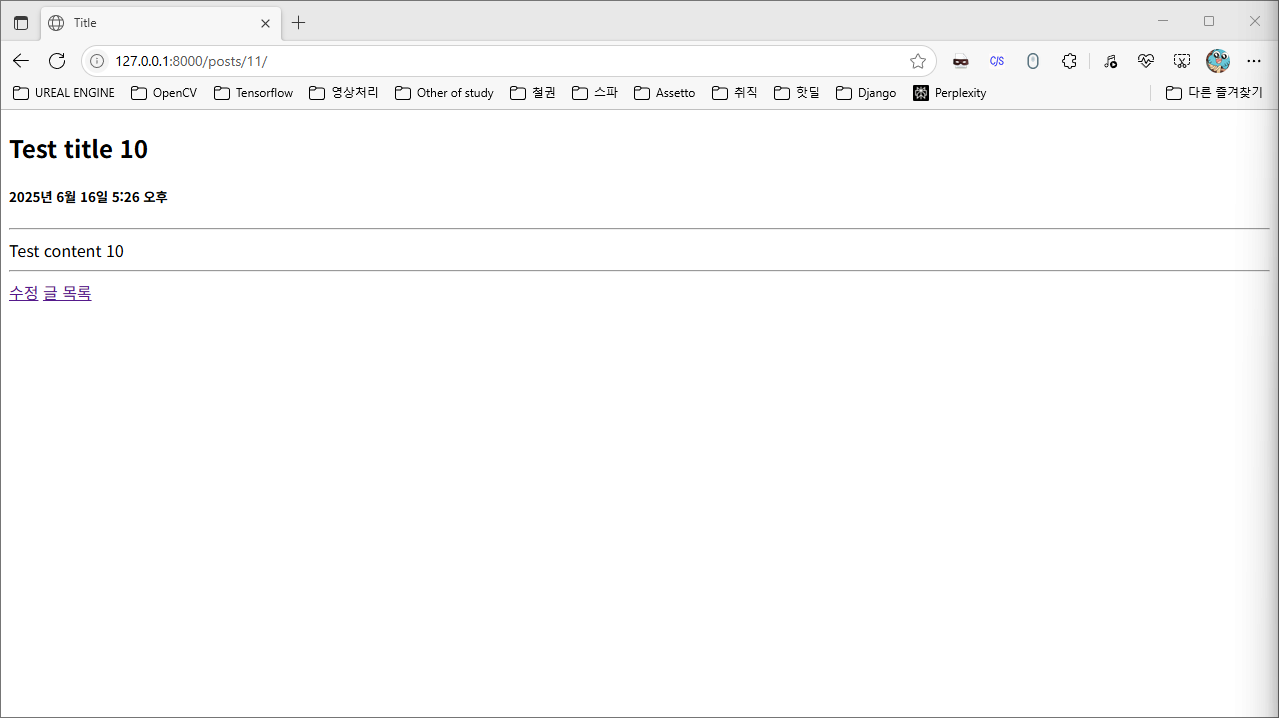 Title
127.0.0.1:8000/posts/11/
C/S
UREAL ENGINE OpenCV Tensorflow 영상처리 Other of study 철권 스파 Assetto 취직 핫딜 Django Perplexity 다른 즐겨찾기
Test title 10
2025년 6월 16일 5:26 오후
Test content 10
수정 글 목록